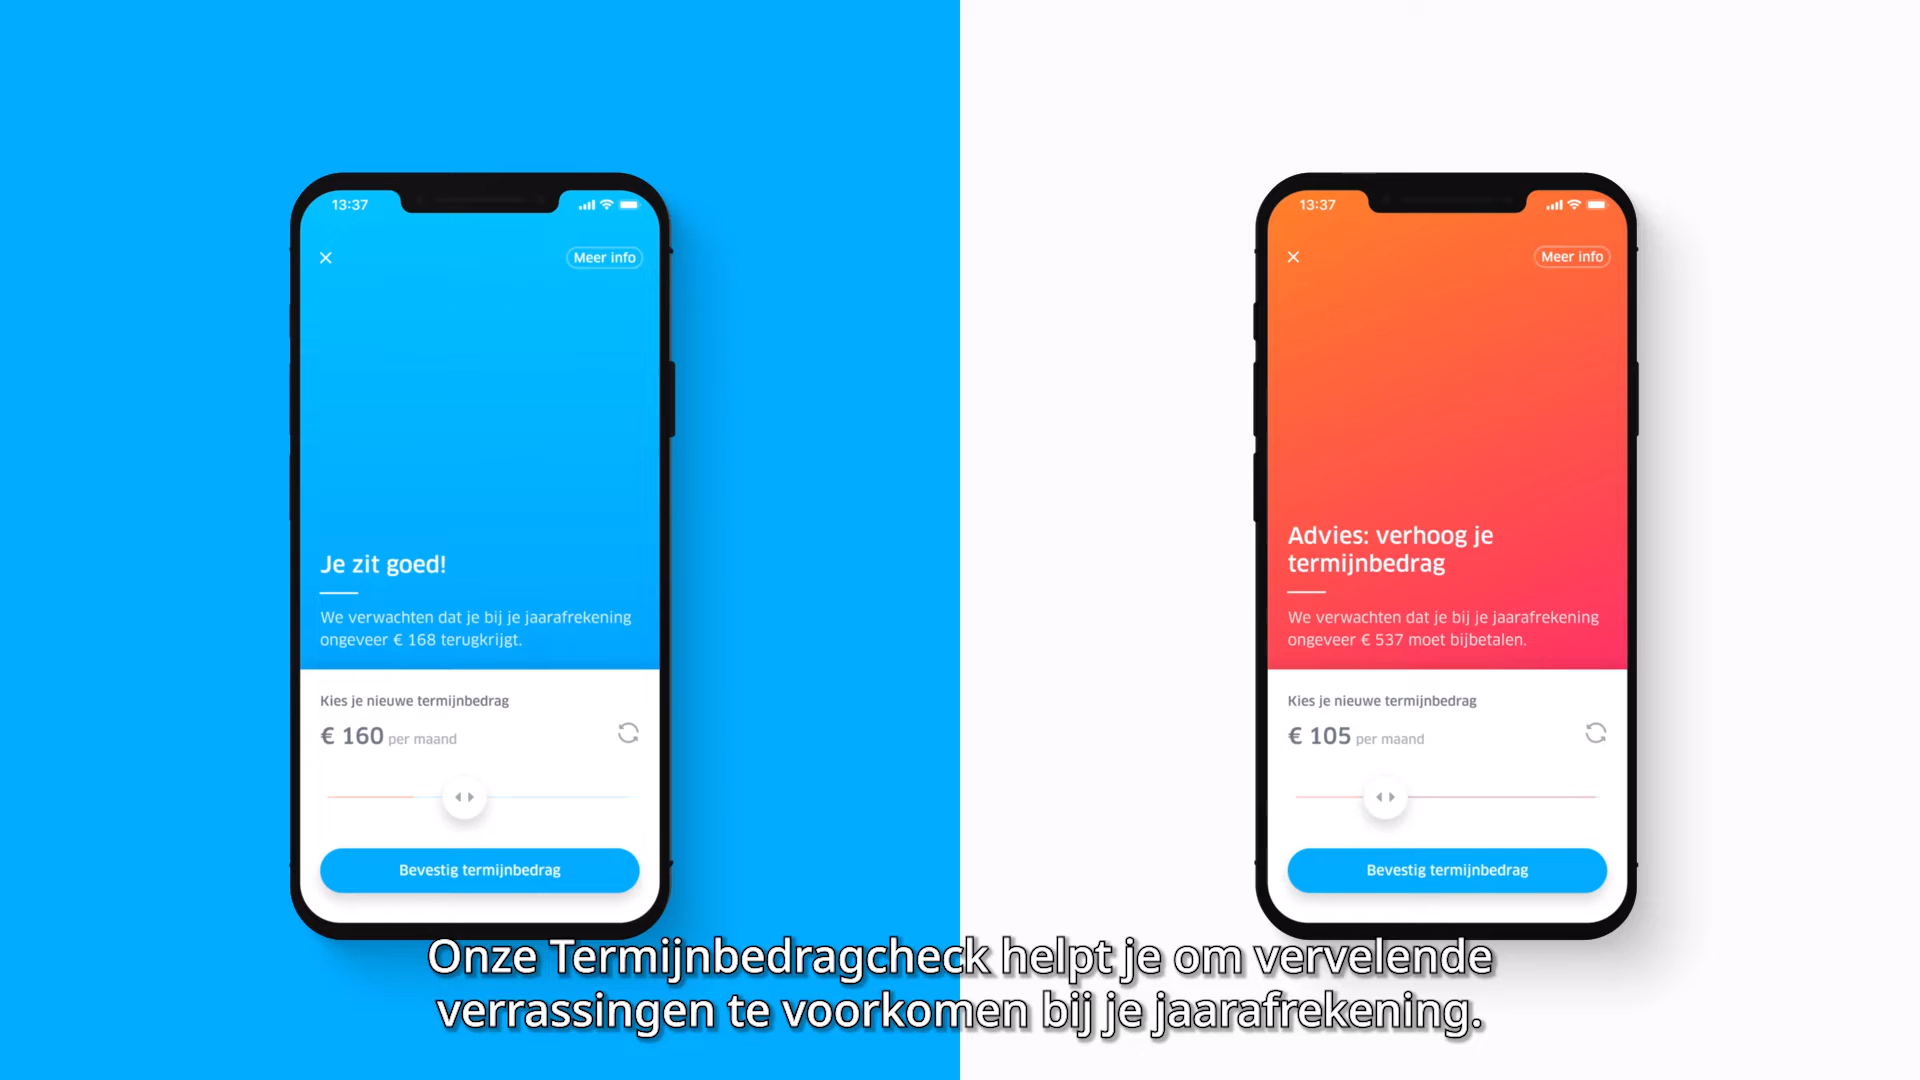 13:37
Meer info
Je zit goed!
We verwachten dat je bij je jaarafrekening
ongeveer € 168 terugkrijgt.
Kies je nieuwe termijnbedrag
€ 160 per maand
Bevestig termijnbedrag
13:37
Meer info
Advies: verhoog je
termijnbedrag
We verwachten dat je bij je jaarafrekening
ongeveer € 537 moet bijbetalen.
Kies je nieuwe termijnbedrag
€ 105 per maand
Bevestig termijnbedrag
Onze Termijnbedragcheck helpt je om vervelende
verrassingen te voorkomen bij je jaarafrekening.